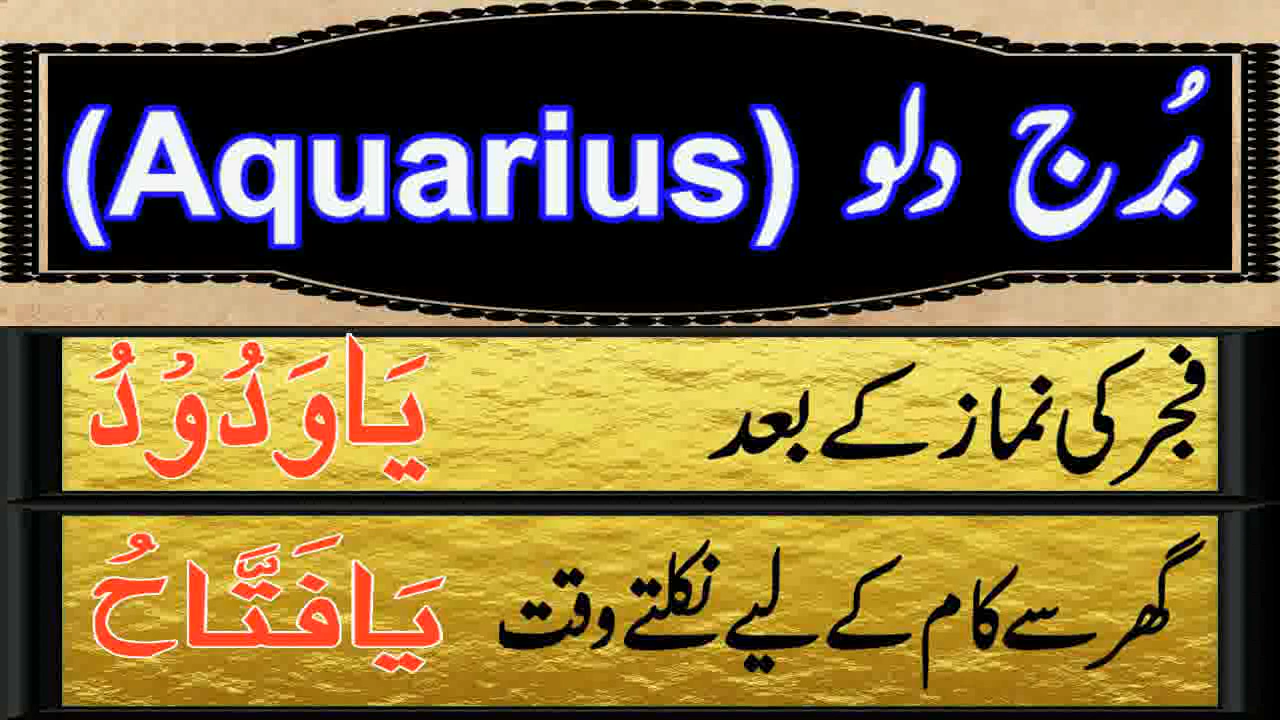 بُرج دلو (Aquarius)
فجر کی نماز کے بعد یَاوَدُوْدُ
گھر سے کام کے لیے نکلتے وقت یَافَتَّاحُ